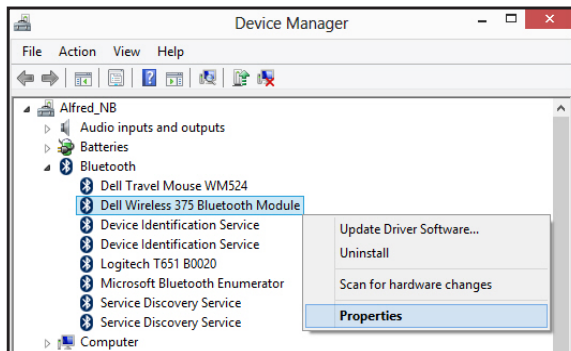 Device Manager
File Action View Help
Alfred_NB
Audio inputs and outputs
Batteries
Bluetooth
Dell Travel Mouse WM524
Dell Wireless 375 Bluetooth Module
Device Identification Service
Device Identification Service
Logitech T651 B0020
Microsoft Bluetooth Enumerator
Service Discovery Service
Service Discovery Service
Computer
Update Driver Software...
Uninstall
Scan for hardware changes
Properties